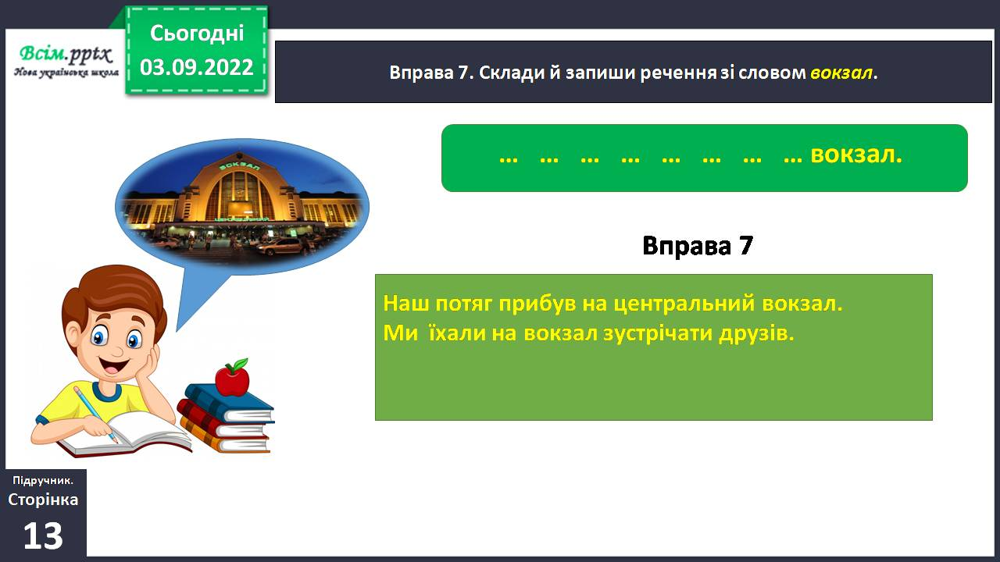 Всім.pptx
Нова українська школа
Сьогодні
03.09.2022
Вправа 7. Склади й запиши речення зі словом вокзал.
… … … … … … … … вокзал.
ВОКЗАЛ
ЦЕНТРАЛЬНИЙ
Вправа 7
Наш потяг прибув на центральний вокзал.
Ми їхали на вокзал зустрічати друзів.
Підручник.
Сторінка
13